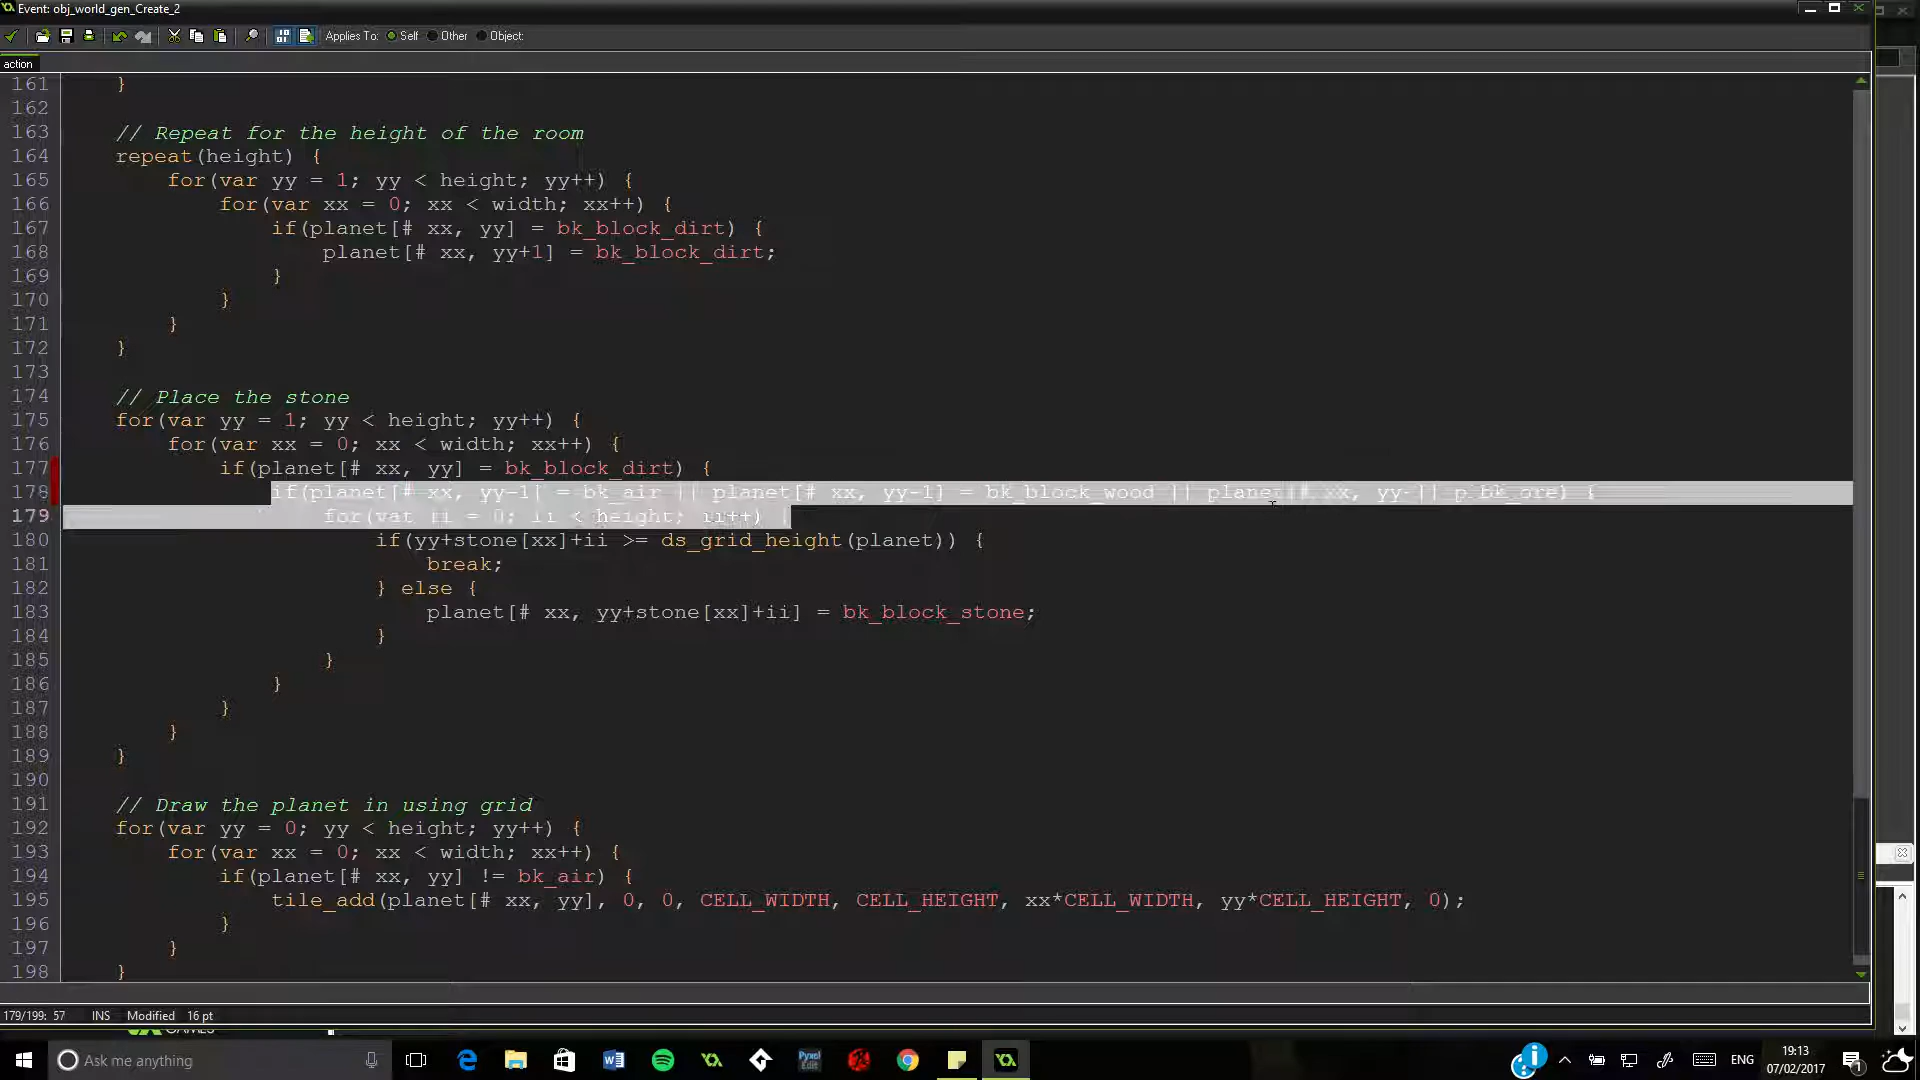 Event: obj_world_gen_Create_2
Applies To: Self Other Object:
action
161 }
162
163 // Repeat for the height of the room
164 repeat(height) {
165 for(var yy = 1; yy < height; yy++) {
166 for(var xx = 0; xx < width; xx++) {
167 if(planet[# xx, yy] = bk_block_dirt) {
168 planet[# xx, yy+1] = bk_block_dirt;
169 }
170 }
171 }
172 }
173
174 // Place the stone
175 for(var yy = 1; yy < height; yy++) {
176 for(var xx = 0; xx < width; xx++) {
177 if(planet[# xx, yy] = bk_block_dirt) {
178 if(planet[# xx, yy-1] = bk_air || planet[# xx, yy-1] = bk_block_wood || planet[# xx, yy- || bk_ore) {
179 for(var ii = 0; ii < height; ii++) {
180 if(yy+stone[xx]+ii >= ds_grid_height(planet)) {
181 break;
182 } else {
183 planet[# xx, yy+stone[xx]+ii] = bk_block_stone;
184 }
185 }
186 }
187 }
188 }
189 }
190
191 // Draw the planet in using grid
192 for(var yy = 0; yy < height; yy++) {
193 for(var xx = 0; xx < width; xx++) {
194 if(planet[# xx, yy] != bk_air) {
195 tile_add(planet[# xx, yy], 0, 0, CELL_WIDTH, CELL_HEIGHT, xx*CELL_WIDTH, yy*CELL_HEIGHT, 0);
196 }
197 }
198 }
179/199: 57 INS Modified 16 pt
GAMES
Ask me anything
Pyxel Edit
ENG
19:13
07/02/2017